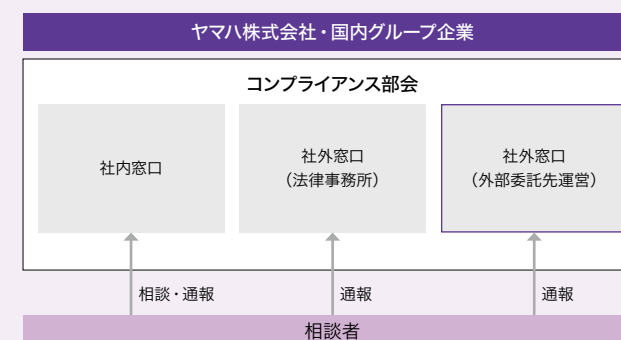 ヤマハ株式会社・国内グループ企業
コンプライアンス部会
社内窓口
社外窓口
（法律事務所）
社外窓口
（外部委託先運営）
相談・通報
通報
通報
相談者